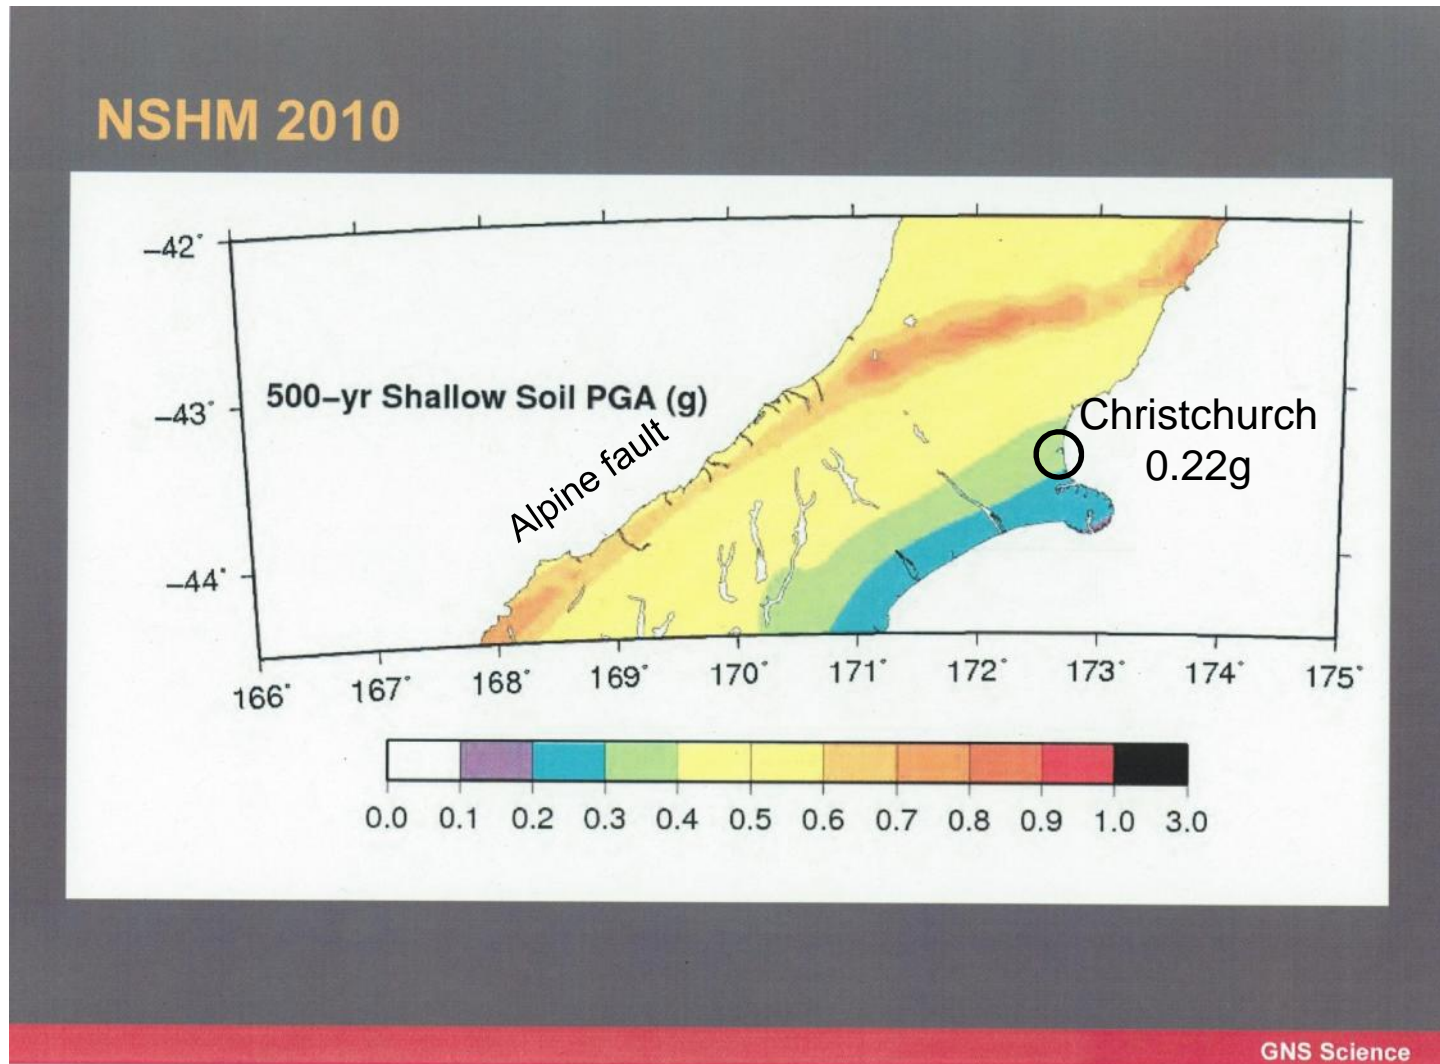 NSHM 2010
−42°
500−yr Shallow Soil PGA (g)
−43°
Alpine fault
Christchurch
0.22g
−44°
166° 167° 168° 169° 170° 171° 172° 173° 174° 175°
0.0 0.1 0.2 0.3 0.4 0.5 0.6 0.7 0.8 0.9 1.0 3.0
GNS Science